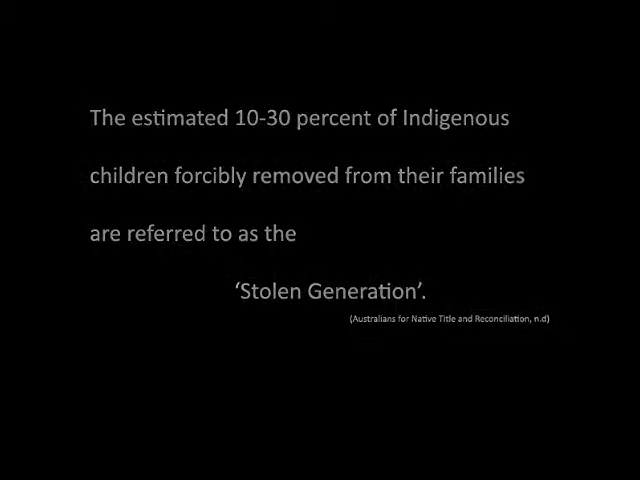 The estimated 10-30 percent of Indigenous
children forcibly removed from their families
are referred to as the
‘Stolen Generation’.
(Australians for Native Title and Reconciliation, n.d)